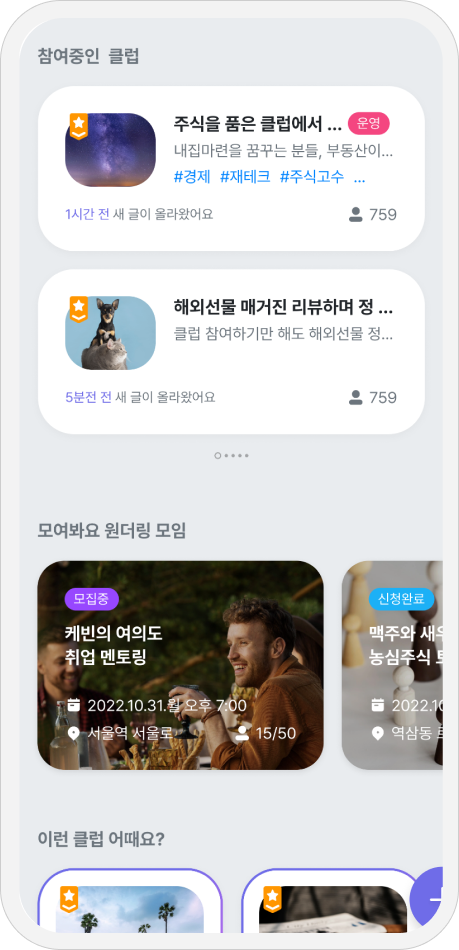 참여중인 클럽
주식을 품은 클럽에서 ... 운영
내집마련을 꿈꾸는 분들, 부동산이...
#경제 #재테크 #주식고수 ...
1시간 전 새 글이 올라왔어요 759
해외선물 매거진 리뷰하며 정 ...
클럽 참여하기만 해도 해외선물 정...
5분전 전 새 글이 올라왔어요 759
모여봐요 원더링 모임
모집중
케빈의 여의도
취업 멘토링
2022.10.31.월 오후 7:00
서울역 서울로 15/50
신청완료
맥주와
농심주식
2022.10
역삼동
이런 클럽 어때요?